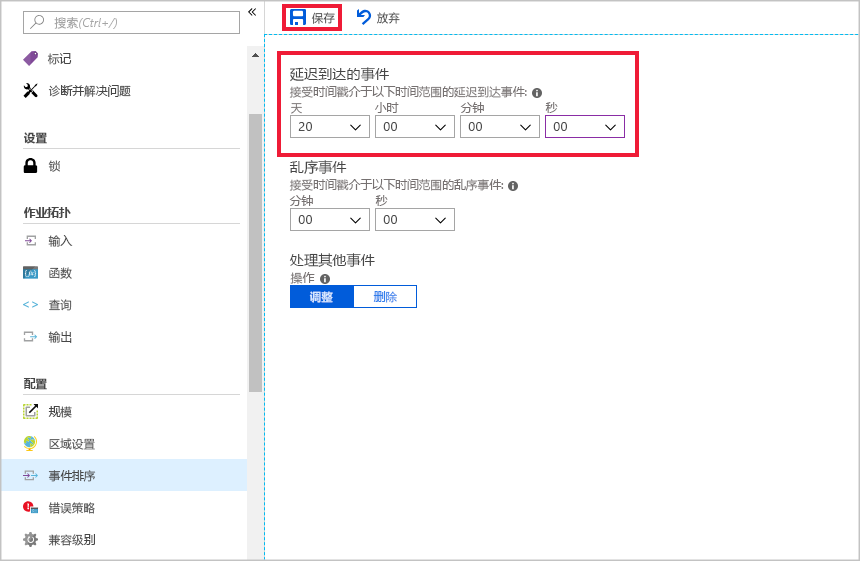 搜索(Ctrl+/)
«
保存
放弃
标记
诊断并解决问题
设置
锁
作业拓扑
输入
函数
查询
输出
配置
规模
区域设置
事件排序
错误策略
兼容级别
延迟到达的事件
接受时间戳介于以下时间范围的延迟到达事件:
天 小时 分钟 秒
20 00 00 00
乱序事件
接受时间戳介于以下时间范围的乱序事件:
分钟 秒
00 00
处理其他事件
操作
调整 删除